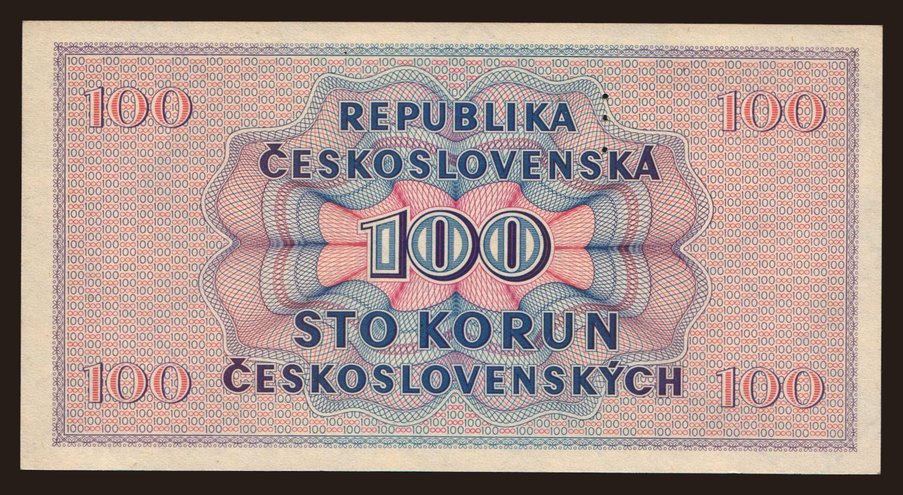 100 100
REPUBLIKA
ČESKOSLOVENSKÁ
100
STO KORUN
ČESKOSLOVENSKÝCH
100 100